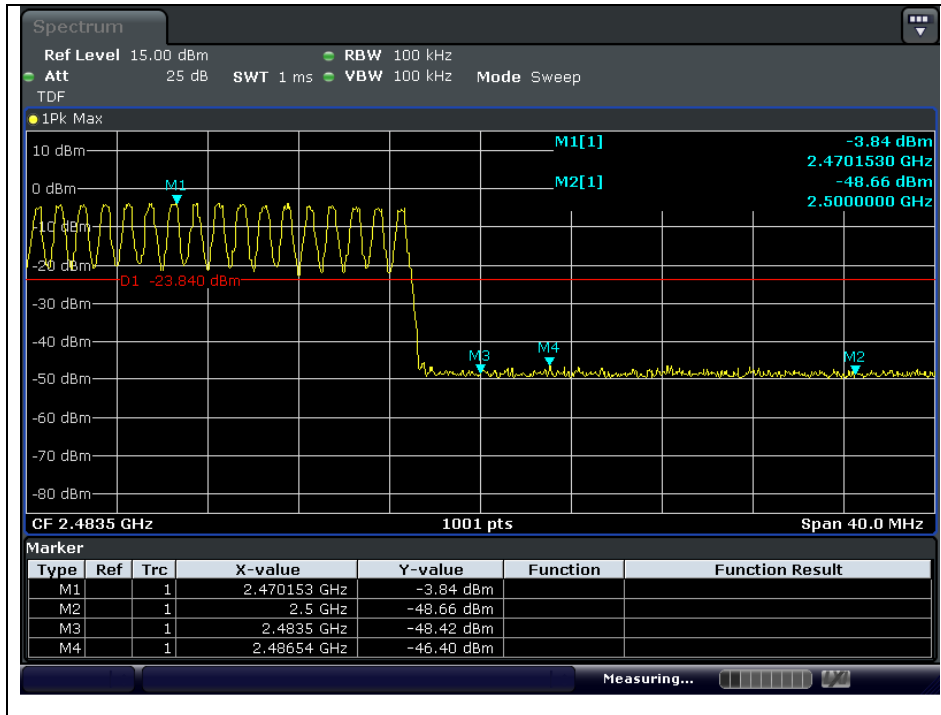 Spectrum
Ref Level 15.00 dBm RBW 100 kHz
Att 25 dB SWT 1 ms VBW 100 kHz Mode Sweep
TDF
1Pk Max
M1[1] -3.84 dBm
2.4701530 GHz
M2[1] -48.66 dBm
2.5000000 GHz
10 dBm
0 dBm
M1
-10 dBm
-20 dBm
D1 -23.840 dBm
-30 dBm
-40 dBm
M3
M4
M2
-50 dBm
-60 dBm
-70 dBm
-80 dBm
CF 2.4835 GHz 1001 pts Span 40.0 MHz
Marker
Type Ref Trc X-value Y-value Function Function Result
M1 1 2.470153 GHz -3.84 dBm
M2 1 2.5 GHz -48.66 dBm
M3 1 2.4835 GHz -48.42 dBm
M4 1 2.48654 GHz -46.40 dBm
Measuring...